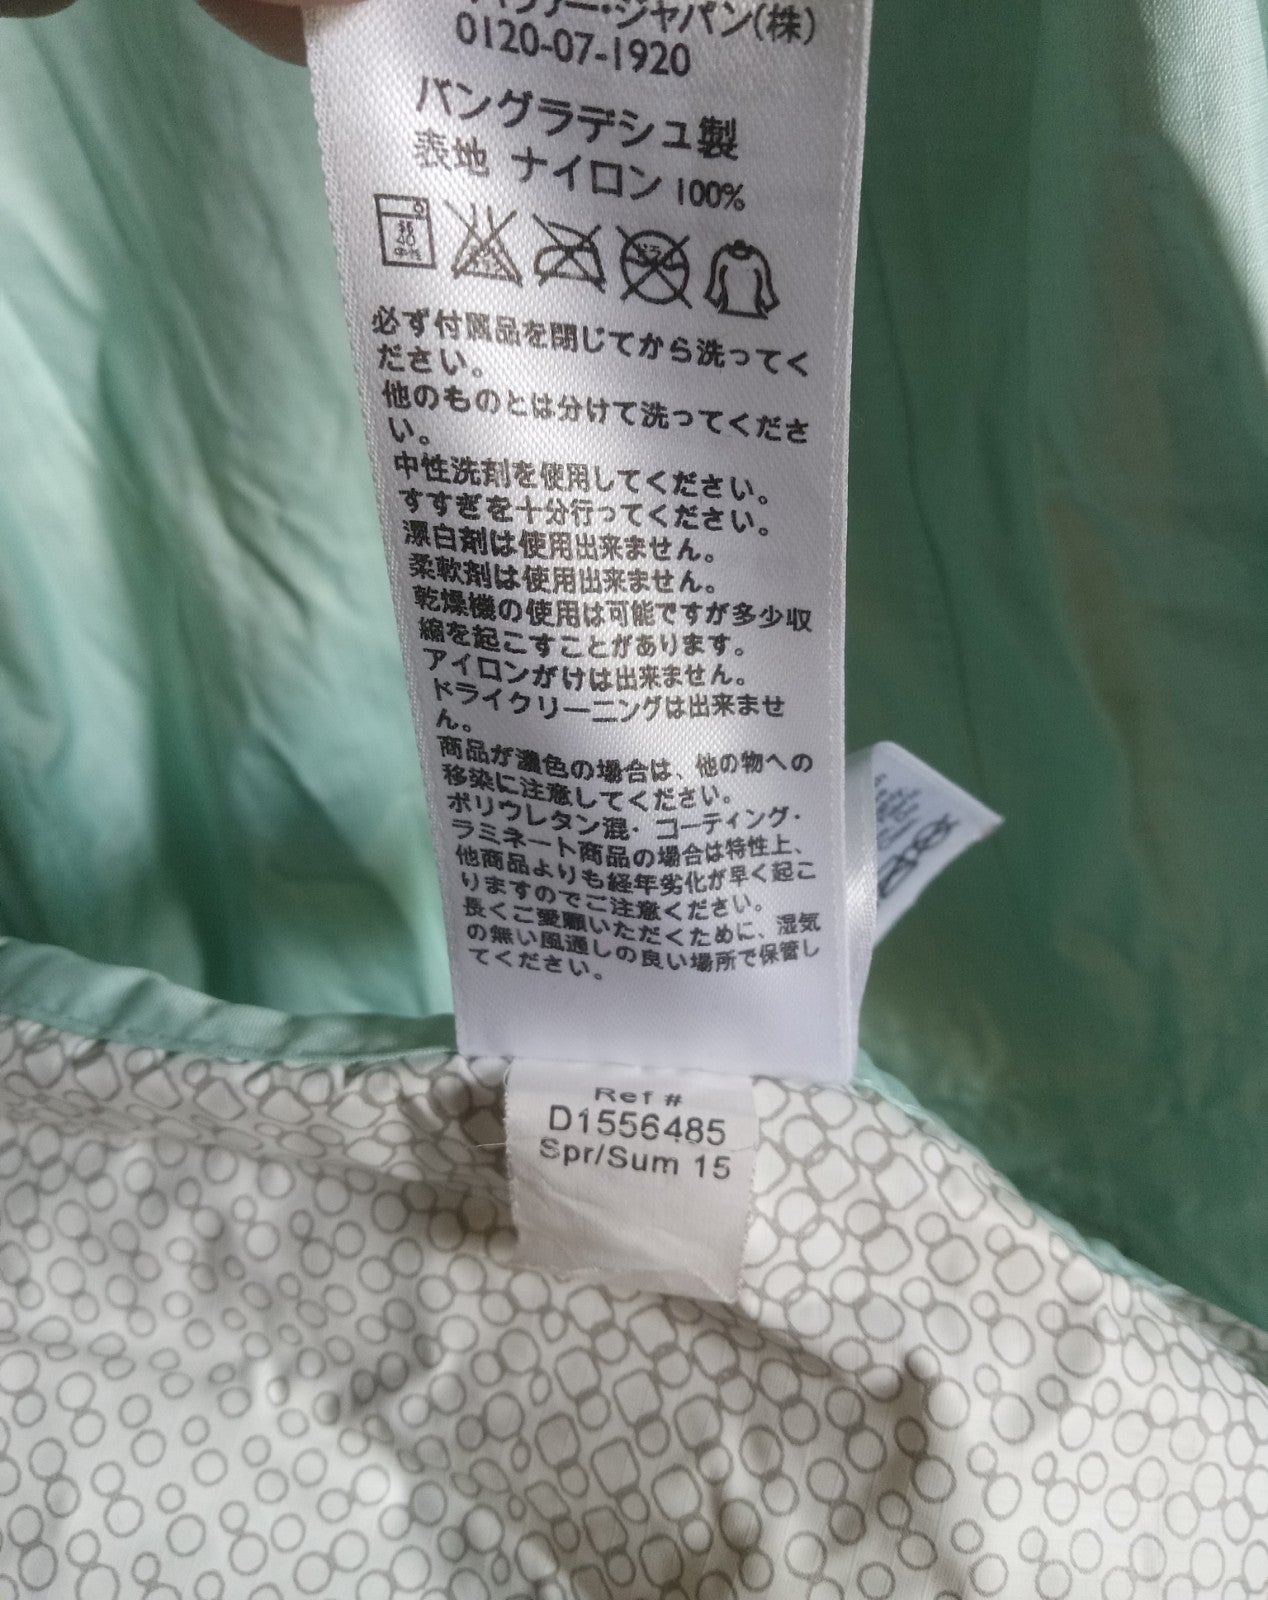 ジャパン(株)
0120-07-1920
バングラデシュ製
表地 ナイロン 100%
40
ドライ
必ず付属品を閉じてから洗ってく
ださい。
他のものとは分けて洗ってくださ
い。
中性洗剤を使用してください。
すすぎを十分行ってください。
漂白剤は使用出来ません。
柔軟剤は使用出来ません。
乾燥機の使用は可能ですが多少収
縮を起こすことがあります。
アイロンがけは出来ません。
ドライクリーニングは出来ませ
ん。
商品が濃色の場合は、他の物への
移染に注意してください。
ポリウレタン混・コーティング・
ラミネート商品の場合は特性上、
他商品よりも経年劣化が早く起こ
りますのでご注意ください。
長くご愛願いただくために、湿気
の無い風通しの良い場所で保管し
てください。
Ref #
D1556485
Spr/Sum 15